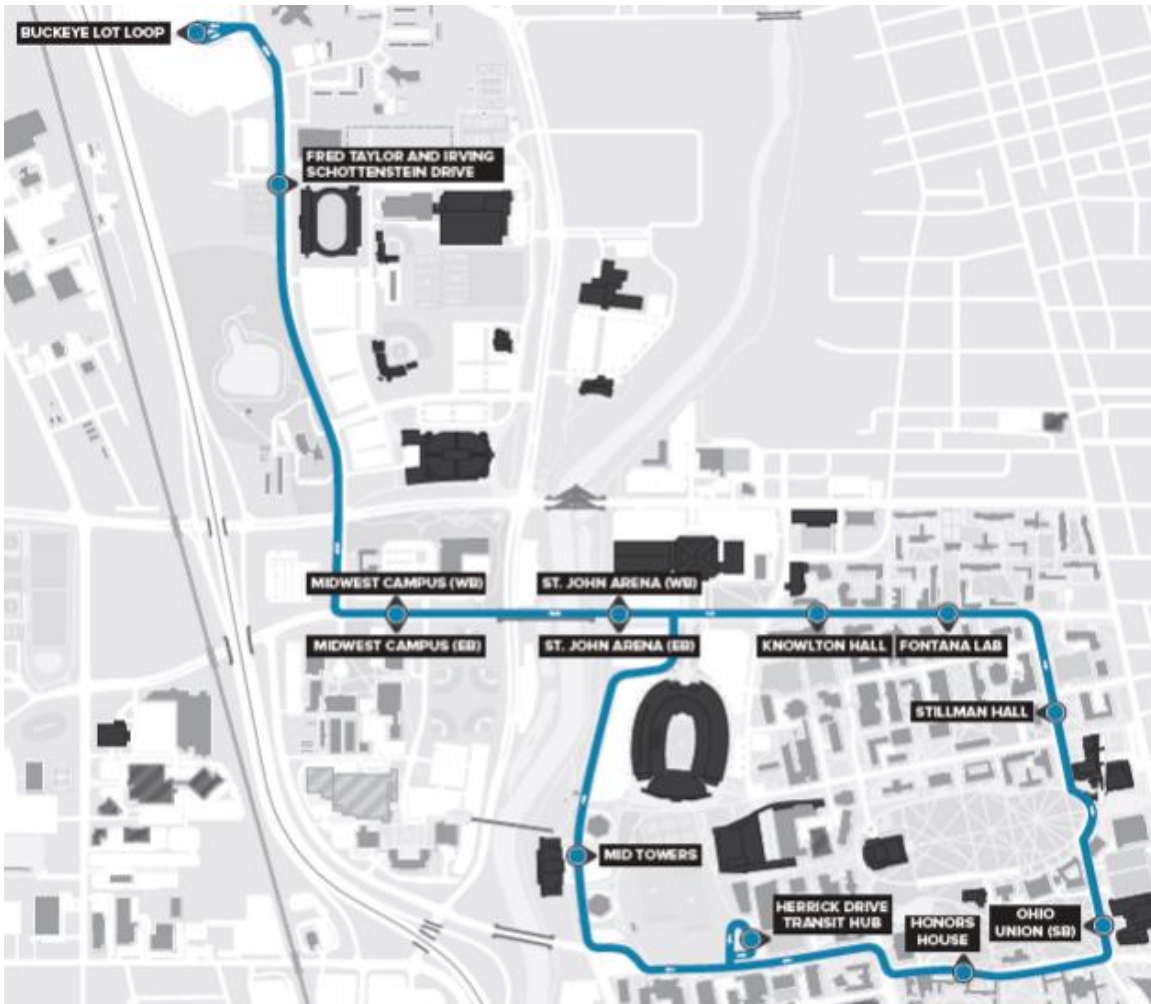 BUCKEYE LOT LOOP
FRED TAYLOR AND IRVING
SCHOTTENSTEIN DRIVE
MIDWEST CAMPUS (WB)
ST. JOHN ARENA (WB)
MIDWEST CAMPUS (EB)
ST. JOHN ARENA (EB)
KNOWLTON HALL
FONTANA LAB
STILLMAN HALL
MID TOWERS
HERRICK DRIVE
TRANSIT HUB
HONORS
HOUSE
OHIO
UNION (SB)